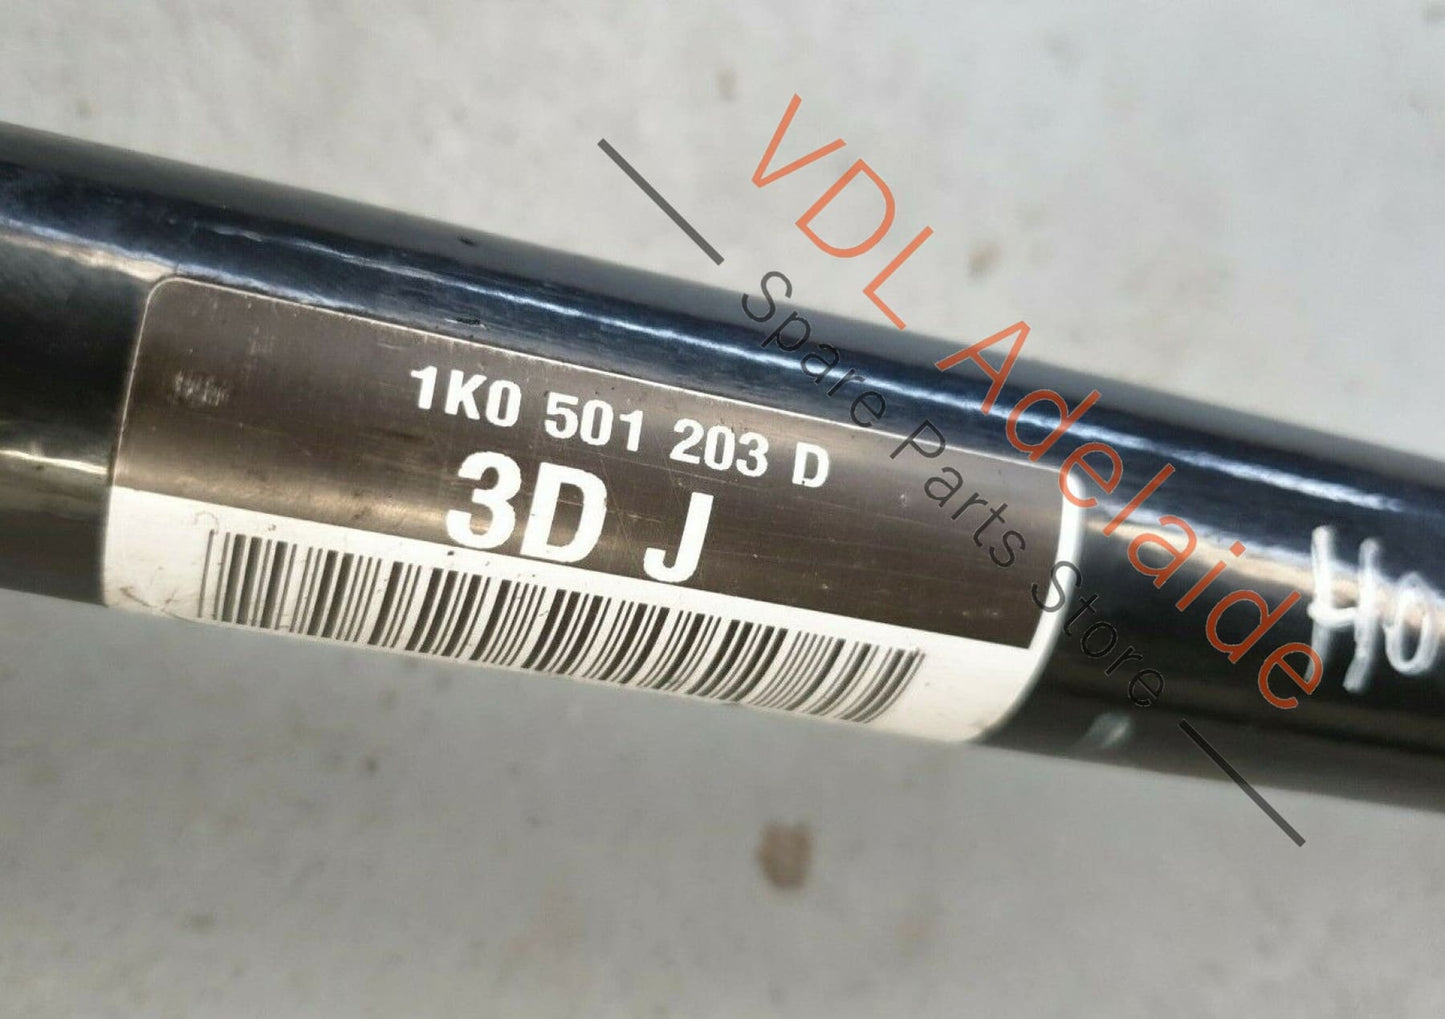 1K0 501 203 D
3D J
VDL Adelaide
Spare Parts Store